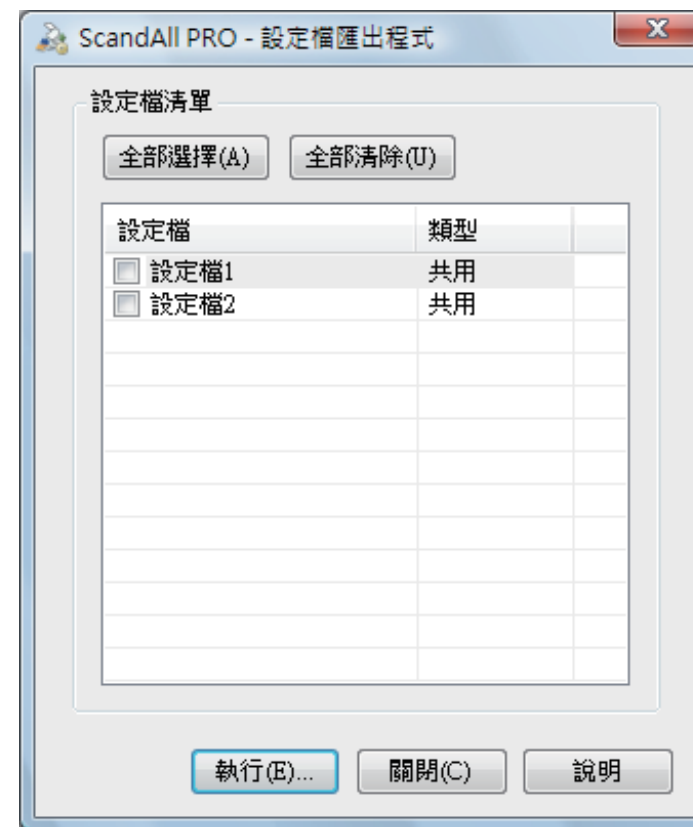 ScandAll PRO - 設定檔匯出程式
設定檔清單
全部選擇(A) 全部清除(U)
設定檔 類型
設定檔1 共用
設定檔2 共用
執行(E)... 關閉(C) 說明